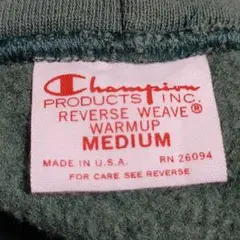 Champion
PRODUCTS INC.
REVERSE WEAVE®
WARMUP
MEDIUM
MADE IN U.S.A. RN 26094
FOR CARE SEE REVERSE